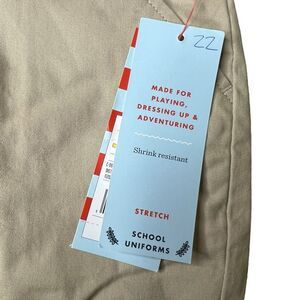 22
MADE FOR
PLAYING,
DRESSING UP &
ADVENTURING
Shrink resistant
STRETCH
SCHOOL
UNIFORMS